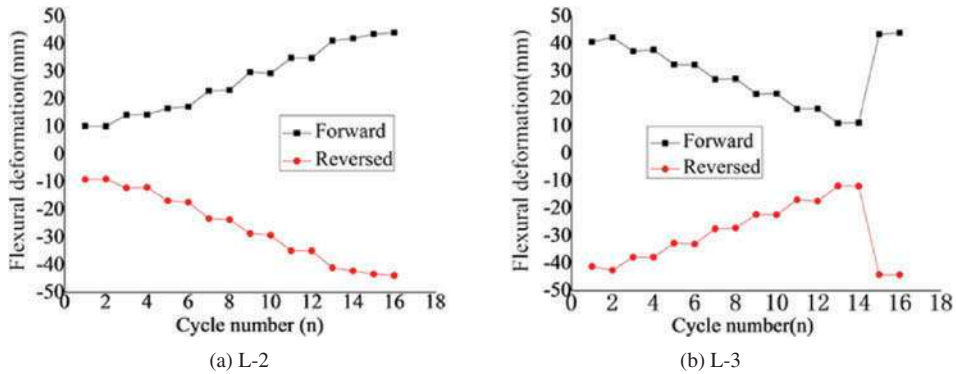 Flexural deformation(mm)
50
40
30
20
10
0
-10
-20
-30
-40
-50
Forward
Reversed
0 2 4 6 8 10 12 14 16 18
Cycle number (n)
(a) L-2
Flexural deformation(mm)
50
40
30
20
10
0
-10
-20
-30
-40
-50
Forward
Reversed
0 2 4 6 8 10 12 14 16 18
Cycle number(n)
(b) L-3